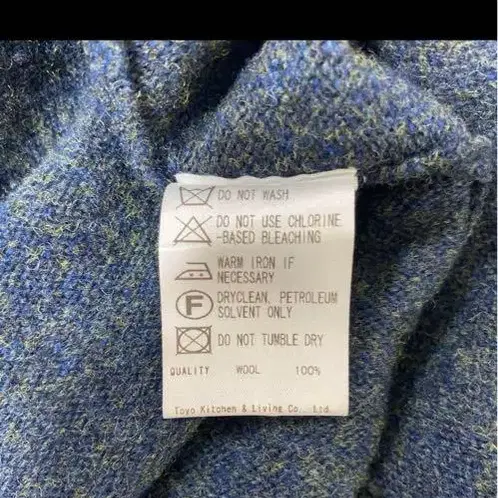 DO NOT WASH
DO NOT USE CHLORINE
-BASED BLEACHING
WARM IRON IF
NECESSARY
F DRYCLEAN, PETROLEUM
SOLVENT ONLY
DO NOT TUMBLE DRY
QUALITY WOOL 100%
Toyo Kitchen & Living Co., Ltd.